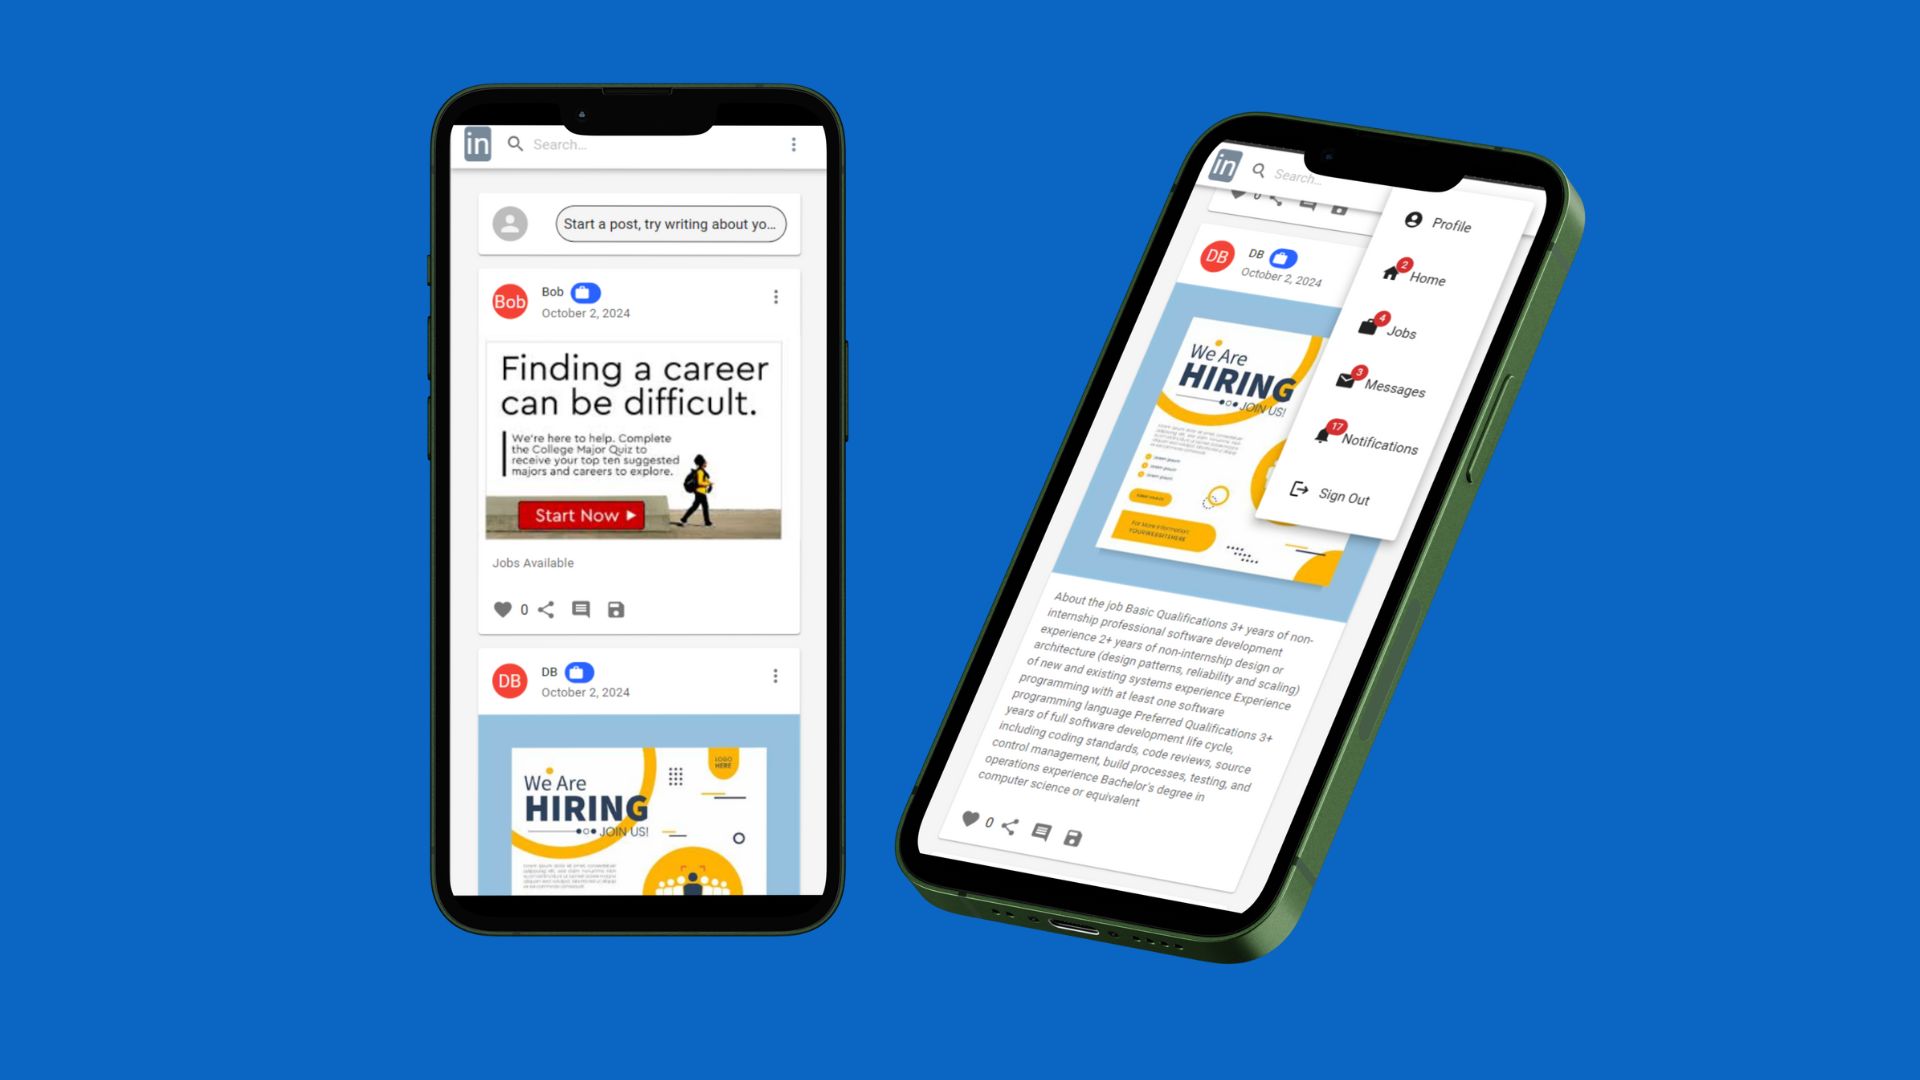 in
Search...
Start a post, try writing about yo...
Bob
Bob
October 2, 2024
Finding a career
can be difficult.
We're here to help. Complete
the College Major Quiz to
receive your top ten suggested
majors and careers to explore.
Start Now
Jobs Available
0
DB
DB
October 2, 2024
LOGO
HERE
We Are
HIRING
JOIN US!
in
Search...
0
Profile
2
Home
4
Jobs
3
Messages
17
Notifications
Sign Out
DB
DB
October 2, 2024
We Are
HIRING
JOIN US!
For More Information:
YOURWEBSITEHERE
About the job Basic Qualifications 3+ years of non-
internship professional software development
experience 2+ years of non-internship design or
architecture (design patterns, reliability and scaling)
of new and existing systems experience Experience
programming with at least one software
programming language Preferred Qualifications 3+
years of full software development life cycle,
including coding standards, code reviews, source
control management, build processes, testing, and
operations experience Bachelor's degree in
computer science or equivalent
0